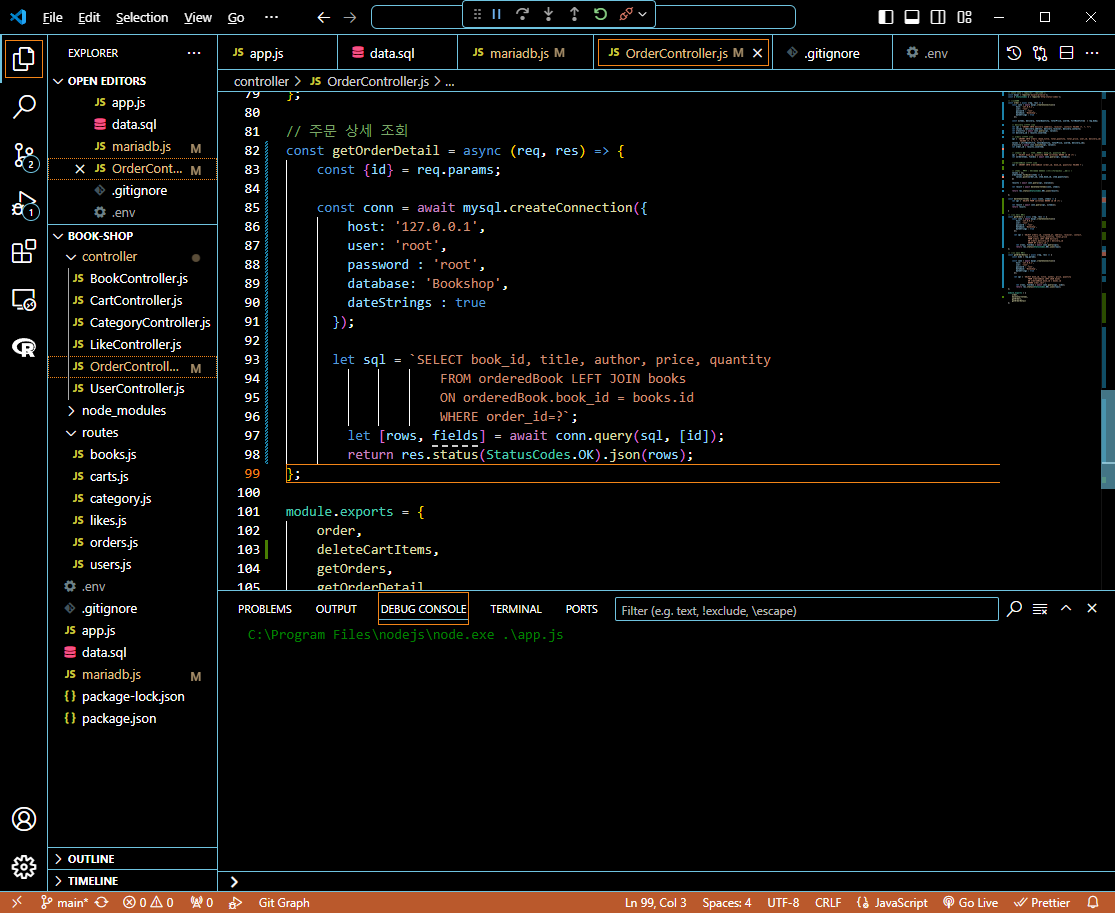 File Edit Selection View Go ···
EXPLORER ···
OPEN EDITORS
JS app.js
data.sql
JS mariadb.js M
JS OrderCont... M
.gitignore
.env
BOOK-SHOP
controller
JS BookController.js
JS CartController.js
JS CategoryController.js
JS LikeController.js
JS OrderControll... M
JS UserController.js
node_modules
routes
JS books.js
JS carts.js
JS category.js
JS likes.js
JS orders.js
JS users.js
.env
.gitignore
JS app.js
data.sql
JS mariadb.js M
{} package-lock.json
{} package.json
OUTLINE
TIMELINE
2
1
JS app.js data.sql JS mariadb.js M JS OrderController.js M .gitignore .env
controller > JS OrderController.js > ...
79 };
80
81 // 주문 상세 조회
82 const getOrderDetail = async (req, res) => {
83 const {id} = req.params;
84
85 const conn = await mysql.createConnection({
86 host: '127.0.0.1',
87 user: 'root',
88 password : 'root',
89 database: 'Bookshop',
90 dateStrings : true
91 });
92
93 let sql = `SELECT book_id, title, author, price, quantity
94 FROM orderedBook LEFT JOIN books
95 ON orderedBook.book_id = books.id
96 WHERE order_id=?`;
97 let [rows, fields] = await conn.query(sql, [id]);
98 return res.status(StatusCodes.OK).json(rows);
99 };
100
101 module.exports = {
102 order,
103 deleteCartItems,
104 getOrders,
105 getOrderDetail
PROBLEMS OUTPUT DEBUG CONSOLE TERMINAL PORTS Filter (e.g. text, !exclude, \escape)
C:\Program Files\nodejs\node.exe .\app.js
main* 0 0 0 Git Graph Ln 99, Col 3 Spaces: 4 UTF-8 CRLF {} JavaScript Go Live Prettier